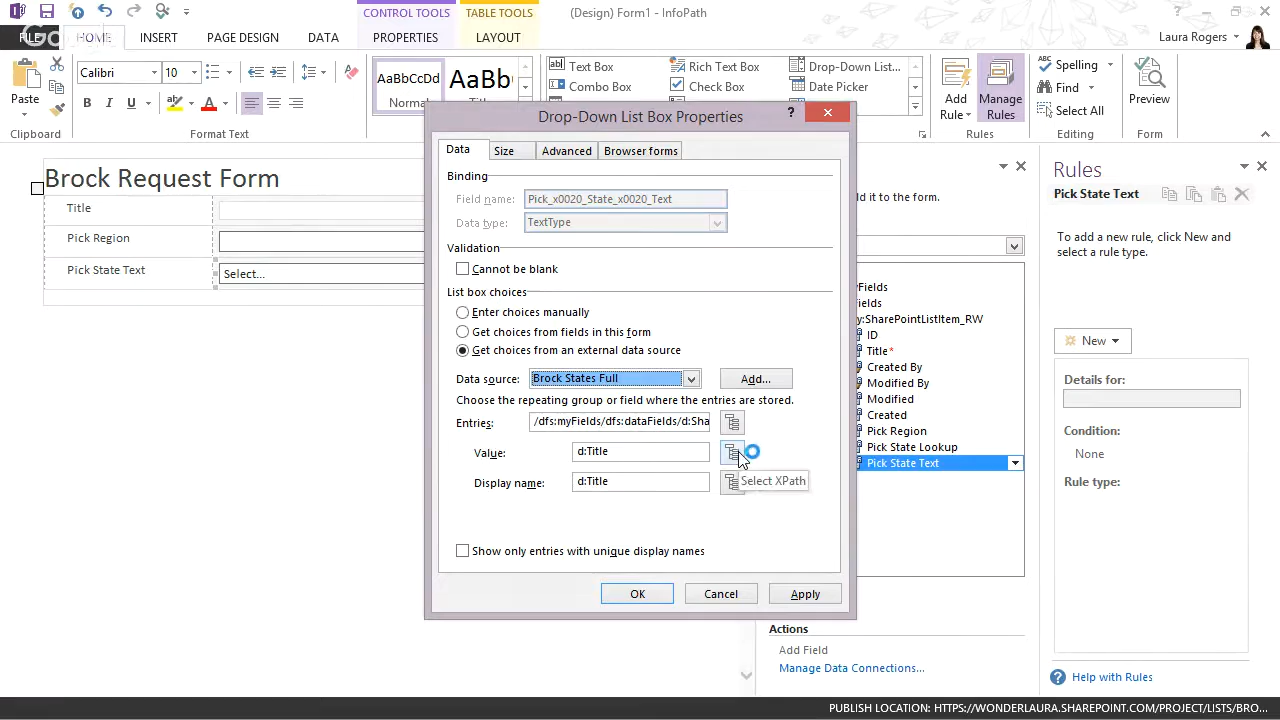 CONTROL TOOLS
TABLE TOOLS
(Design) Form1 - InfoPath
FILE
HOME
INSERT
PAGE DESIGN
DATA
PROPERTIES
LAYOUT
Laura Rogers
Paste
Calibri
10
B I U
A
Clipboard
Format Text
AaBbCcDd
Normal
AaBb
Text Box
Combo Box
Rich Text Box
Check Box
Drop-Down List...
Date Picker
Add
Rule
Manage
Rules
Rules
Spelling
Find
Select All
Editing
Preview
Form
Brock Request Form
Title
Pick Region
Pick State Text
Select...
Drop-Down List Box Properties
Data
Size
Advanced
Browser forms
Binding
Field name:
Pick_x0020_State_x0020_Text
Data type:
TextType
Validation
Cannot be blank
List box choices
Enter choices manually
Get choices from fields in this form
Get choices from an external data source
Data source:
Brock States Full
Add...
Choose the repeating group or field where the entries are stored.
Entries:
/dfs:myFields/dfs:dataFields/d:Sha
Value:
d:Title
Display name:
d:Title
Select XPath
Show only entries with unique display names
OK
Cancel
Apply
d it to the form.
yFields
ields
y:SharePointListItem_RW
ID
Title*
Created By
Modified By
Modified
Created
Pick Region
Pick State Lookup
Pick State Text
Actions
Add Field
Manage Data Connections...
Rules
Pick State Text
To add a new rule, click New and
select a rule type.
New
Details for:
Condition:
None
Rule type:
Help with Rules
PUBLISH LOCATION: HTTPS://WONDERLAURA.SHAREPOINT.COM/PROJECT/LISTS/BRO...